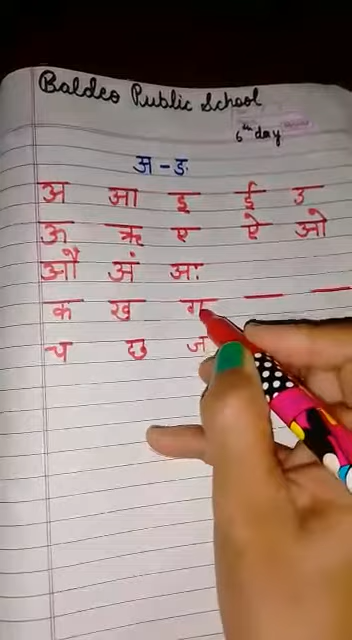 Baldeo Public School
6th day
अ - ङ
अ आ इ ई उ
ऊ ऋ ए ऐ ओ
औ अं अः
क ख ग
च छ ज